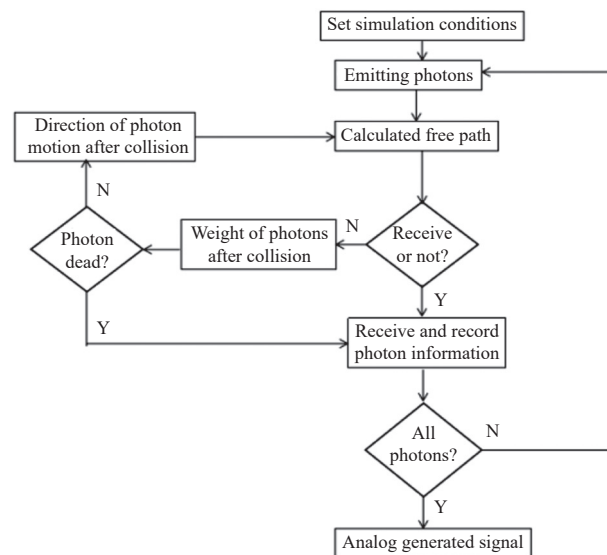 Set simulation conditions
Emitting photons
Direction of photon
motion after collision
Calculated free path
N
Photon
dead?
Weight of photons
after collision
N
Receive
or not?
Y
Y
Receive and record
photon information
All
photons?
N
Y
Analog generated signal